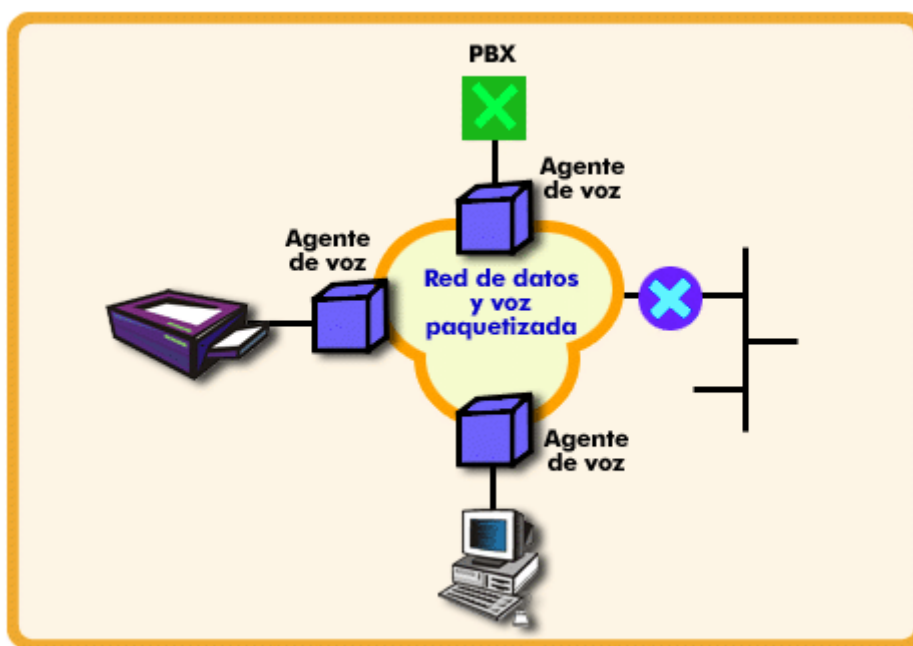 PBX
Agente
de voz
Agente
de voz
Red de datos
y voz
paquetizada
Agente
de voz